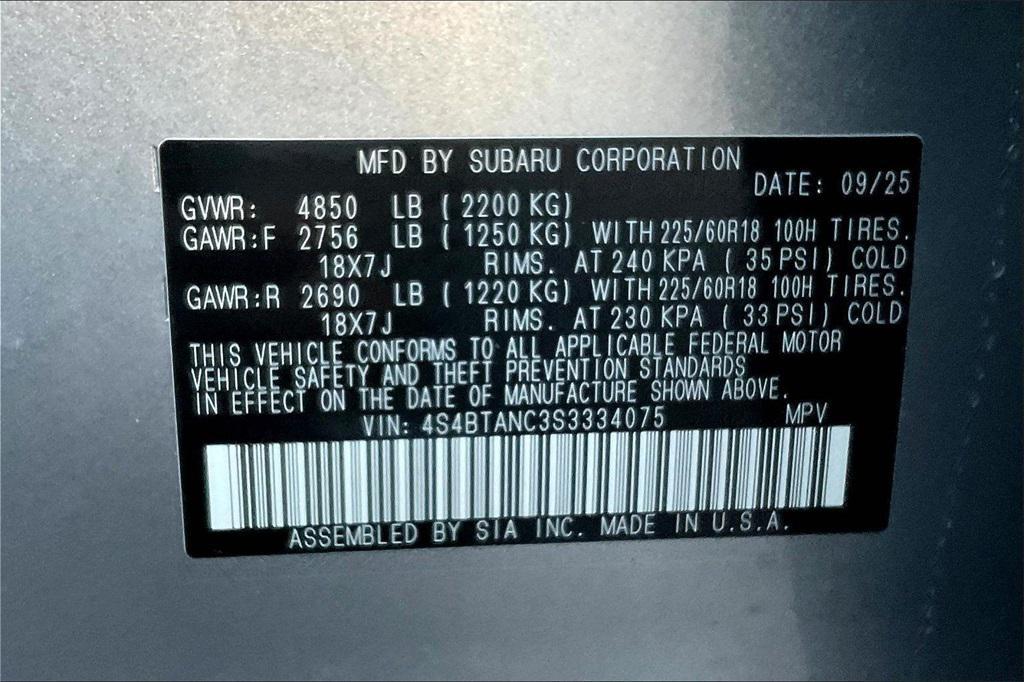 MFD BY SUBARU CORPORATION
DATE: 09/25
GVWR: 4850 LB ( 2200 KG)
GAWR:F 2756 LB ( 1250 KG) WITH 225/60R18 100H TIRES.
18X7J RIMS. AT 240 KPA ( 35 PSI) COLD
GAWR:R 2690 LB ( 1220 KG) WITH 225/60R18 100H TIRES.
18X7J RIMS. AT 230 KPA ( 33 PSI) COLD
THIS VEHICLE CONFORMS TO ALL APPLICABLE FEDERAL MOTOR
VEHICLE SAFETY AND THEFT PREVENTION STANDARDS
IN EFFECT ON THE DATE OF MANUFACTURE SHOWN ABOVE.
VIN: 4S4BTANC3S3334075 MPV
ASSEMBLED BY SIA INC. MADE IN U.S.A.